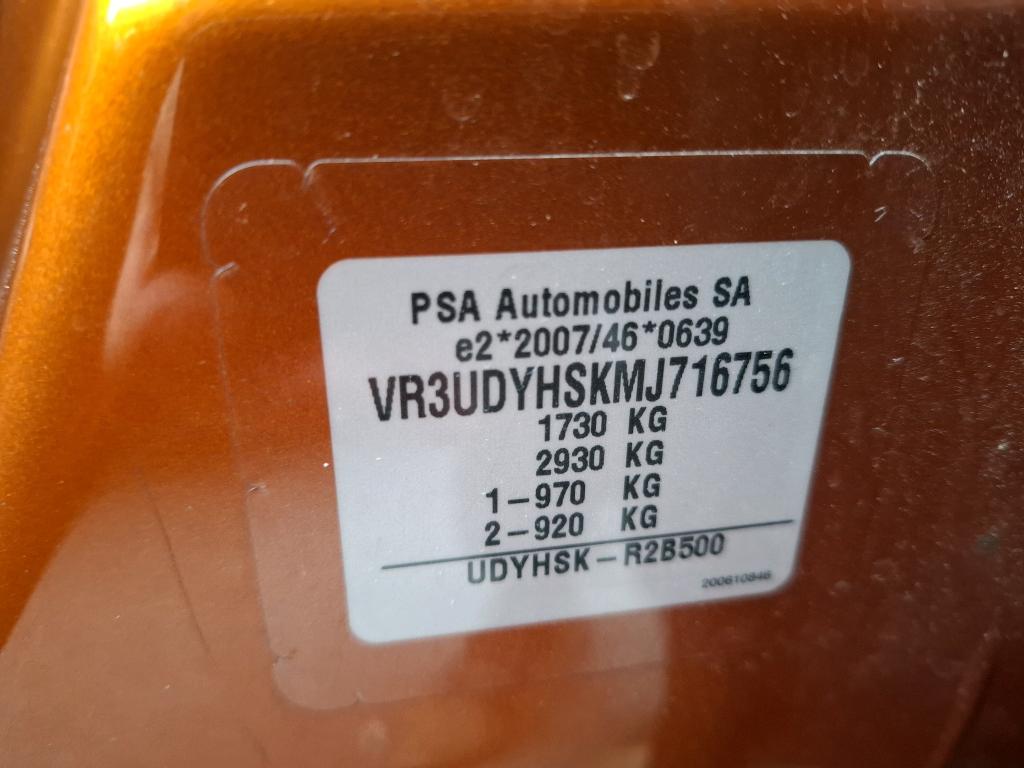 PSA Automobiles SA
e2*2007/46*0639
VR3UDYHSKMJ716756
1730 KG
2930 KG
1-970 KG
2-920 KG
UDYHSK-R2B500
200610846